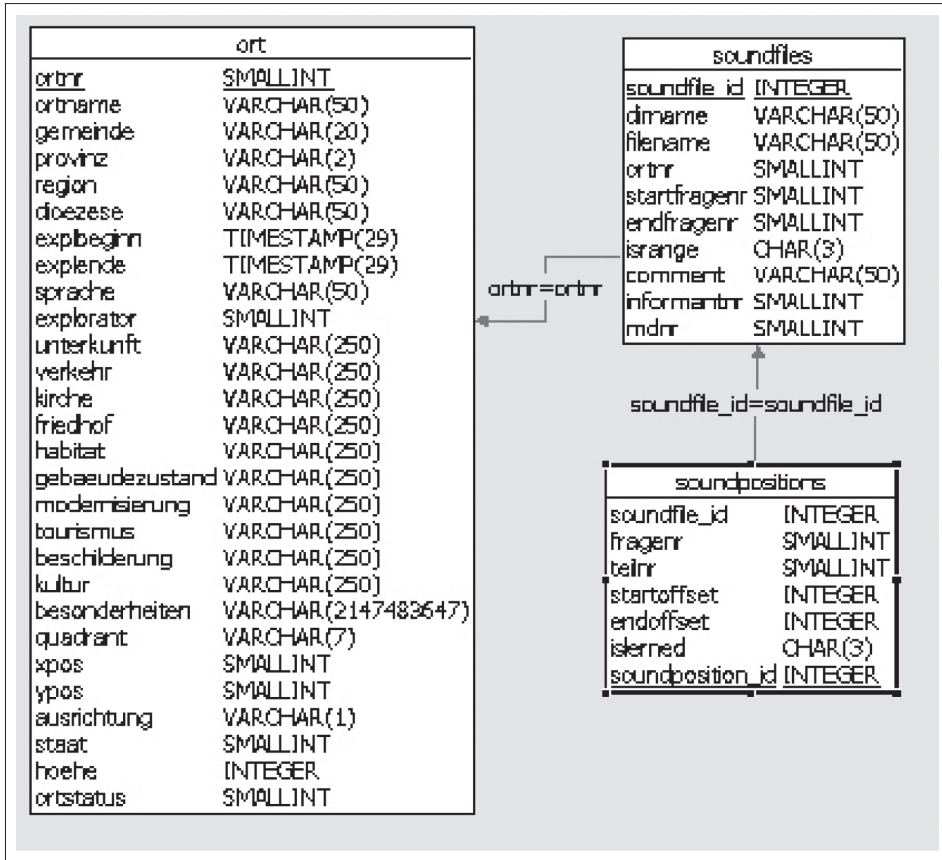 ort
ortnr SMALLINT
ortname VARCHAR(50)
gemeinde VARCHAR(20)
provinz VARCHAR(2)
region VARCHAR(50)
dioezese VARCHAR(50)
explbeginn TIMESTAMP(29)
explende TIMESTAMP(29)
sprache VARCHAR(50)
explorator SMALLINT
unterkunft VARCHAR(250)
verkehr VARCHAR(250)
kirche VARCHAR(250)
friedhof VARCHAR(250)
habitat VARCHAR(250)
gebaeudezustand VARCHAR(250)
modernisierung VARCHAR(250)
tourismus VARCHAR(250)
beschilderung VARCHAR(250)
kultur VARCHAR(250)
besonderheiten VARCHAR(2147483647)
quadrant VARCHAR(7)
xpos SMALLINT
ypos SMALLINT
ausrichtung VARCHAR(1)
staat SMALLINT
hoehe INTEGER
ortstatus SMALLINT
ortnr=ortnr
soundfiles
soundfile_id INTEGER
dirname VARCHAR(50)
filename VARCHAR(50)
ortnr SMALLINT
startfragenr SMALLINT
endfragenr SMALLINT
isrange CHAR(3)
comment VARCHAR(50)
informantnr SMALLINT
mdnr SMALLINT
soundfile_id=soundfile_id
soundpositions
soundfile_id INTEGER
fragenr SMALLINT
teilnr SMALLINT
startoffset INTEGER
endoffset INTEGER
islerned CHAR(3)
soundposition_id INTEGER